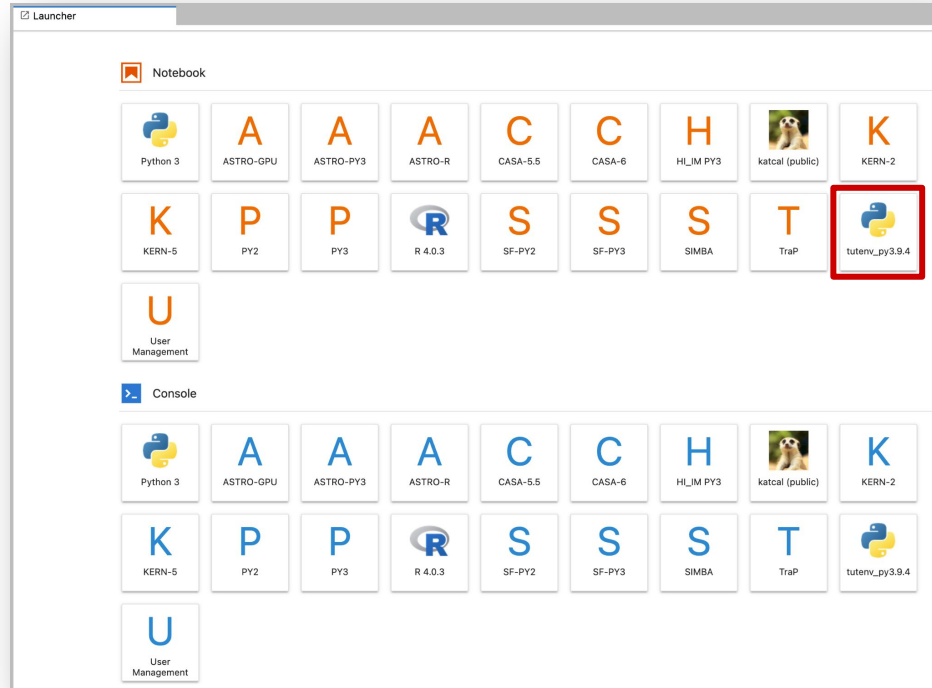 Launcher
Notebook
A A A C C H K
Python 3 ASTRO-GPU ASTRO-PY3 ASTRO-R CASA-5.5 CASA-6 HI_IM PY3 katcal (public) KERN-2
K P P R S S S T
KERN-5 PY2 PY3 R 4.0.3 SF-PY2 SF-PY3 SIMBA TraP tutenv_py3.9.4
U
User
Management
Console
A A A C C H K
Python 3 ASTRO-GPU ASTRO-PY3 ASTRO-R CASA-5.5 CASA-6 HI_IM PY3 katcal (public) KERN-2
K P P R S S S T
KERN-5 PY2 PY3 R 4.0.3 SF-PY2 SF-PY3 SIMBA TraP tutenv_py3.9.4
U
User
Management